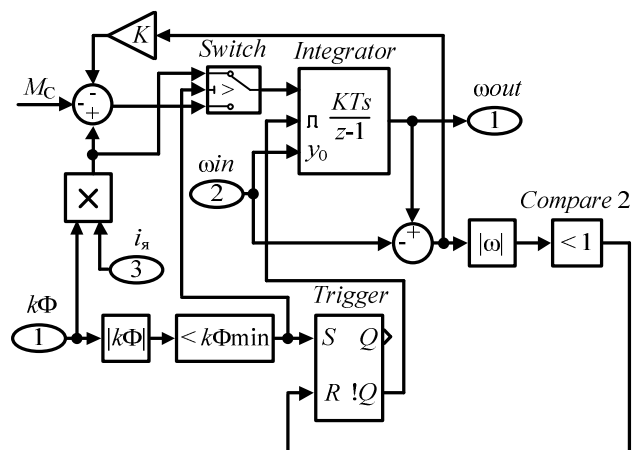 K
Switch
Integrator
M_C
-
-
+
>
KTs
z-1
y₀
ωout
1
ωin
2
×
i_я
3
+
-
|ω|
Compare 2
< 1
kΦ
1
|kΦ|
< kΦmin
Trigger
S Q
R !Q